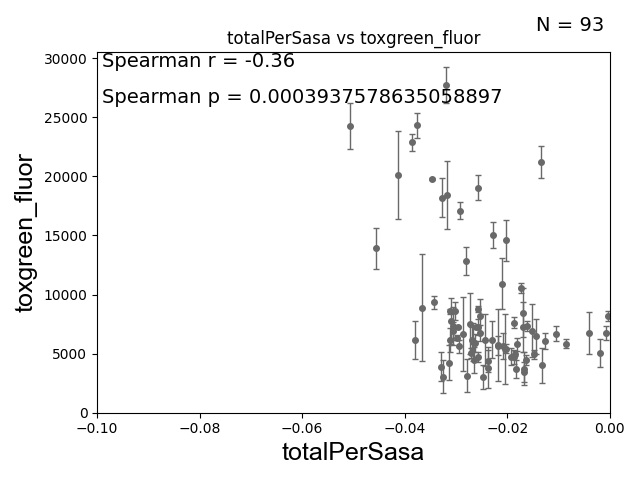 N = 93
totalPerSasa vs toxgreen_fluor
Spearman r = -0.36
Spearman p = 0.0003937578635058897
toxgreen_fluor
30000
25000
20000
15000
10000
5000
0
−0.10 −0.08 −0.06 −0.04 −0.02 0.00
totalPerSasa